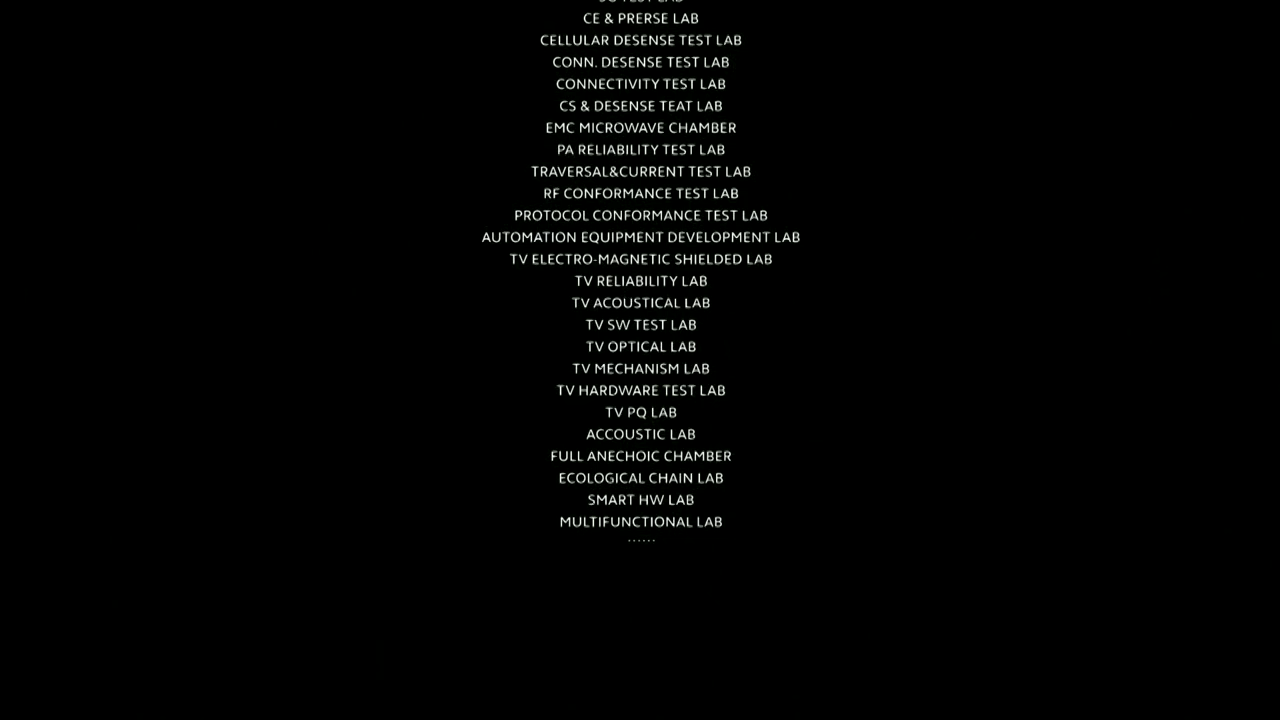 CE & PRERSE LAB
CELLULAR DESENSE TEST LAB
CONN. DESENSE TEST LAB
CONNECTIVITY TEST LAB
CS & DESENSE TEAT LAB
EMC MICROWAVE CHAMBER
PA RELIABILITY TEST LAB
TRAVERSAL&CURRENT TEST LAB
RF CONFORMANCE TEST LAB
PROTOCOL CONFORMANCE TEST LAB
AUTOMATION EQUIPMENT DEVELOPMENT LAB
TV ELECTRO-MAGNETIC SHIELDED LAB
TV RELIABILITY LAB
TV ACOUSTICAL LAB
TV SW TEST LAB
TV OPTICAL LAB
TV MECHANISM LAB
TV HARDWARE TEST LAB
TV PQ LAB
ACCOUSTIC LAB
FULL ANECHOIC CHAMBER
ECOLOGICAL CHAIN LAB
SMART HW LAB
MULTIFUNCTIONAL LAB
......